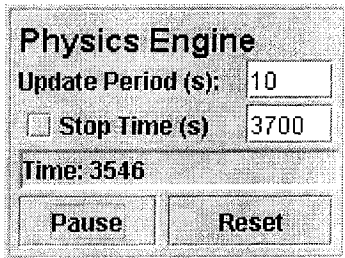 Physics Engine
Update Period (s): 10
Stop Time (s) 3700
Time: 3546
Pause Reset